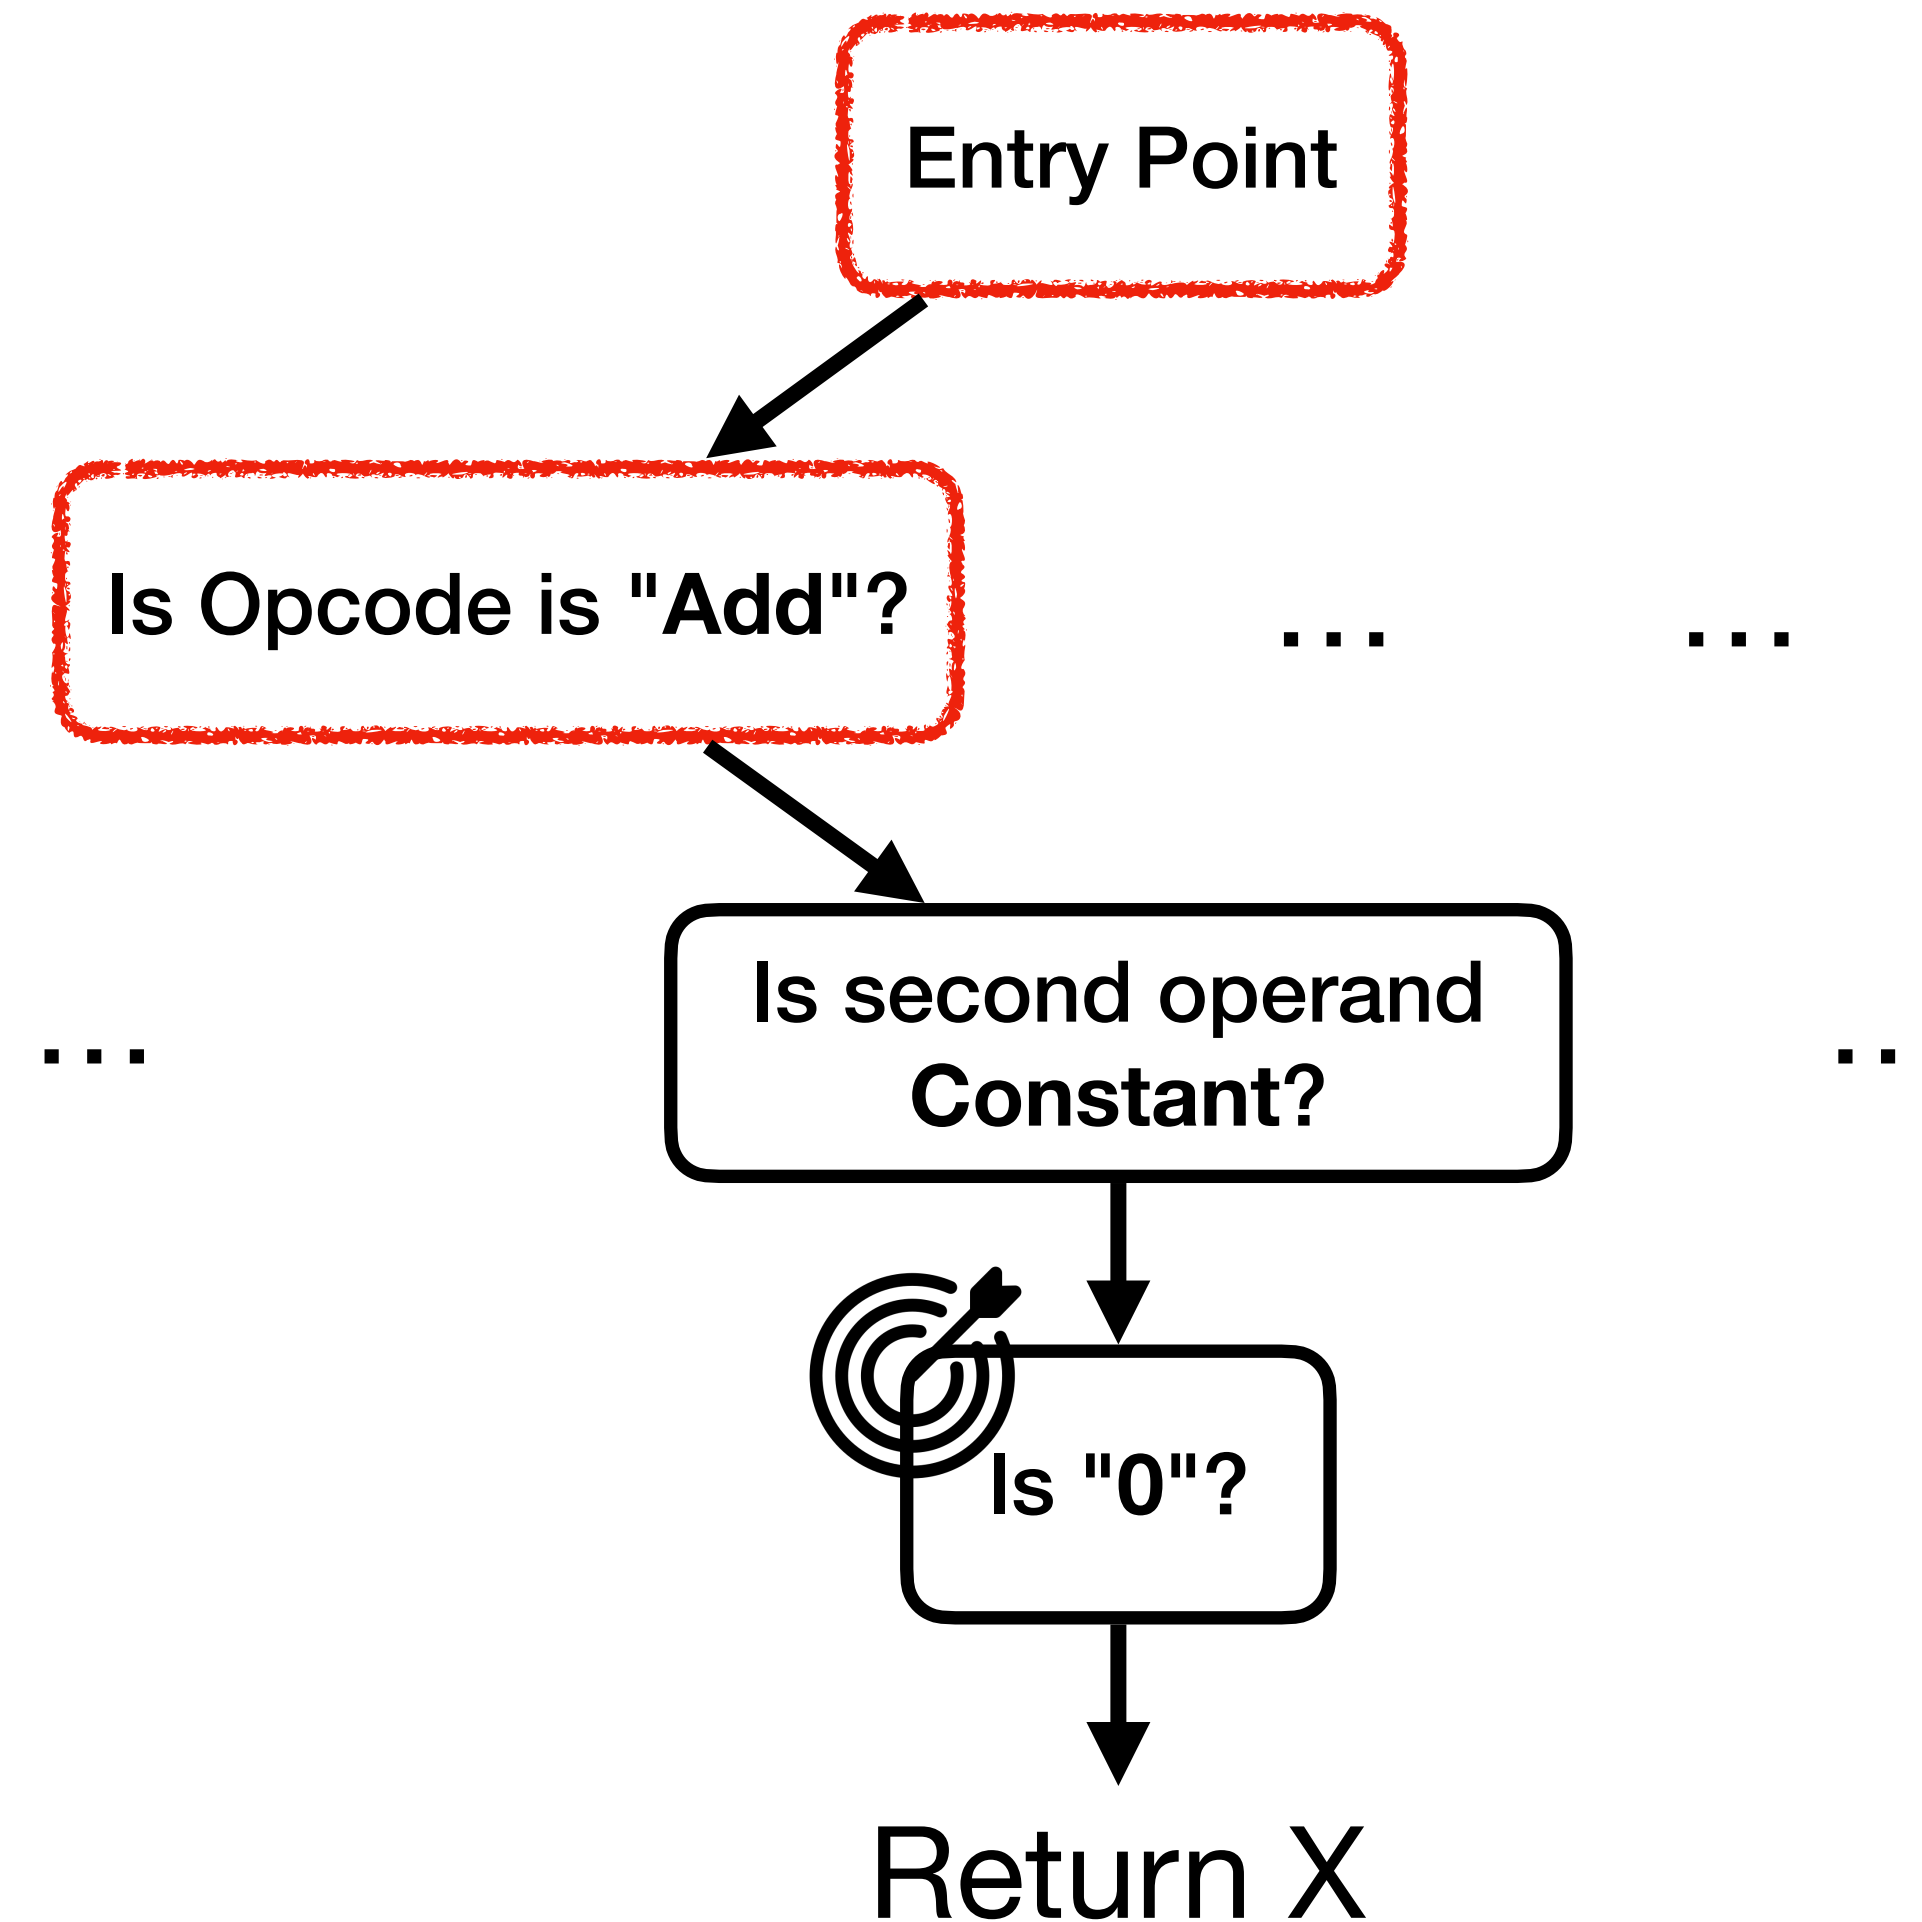 Entry Point
Is Opcode is "Add"?
... ...
Is second operand
Constant?
... ..
Is "0"?
Return X